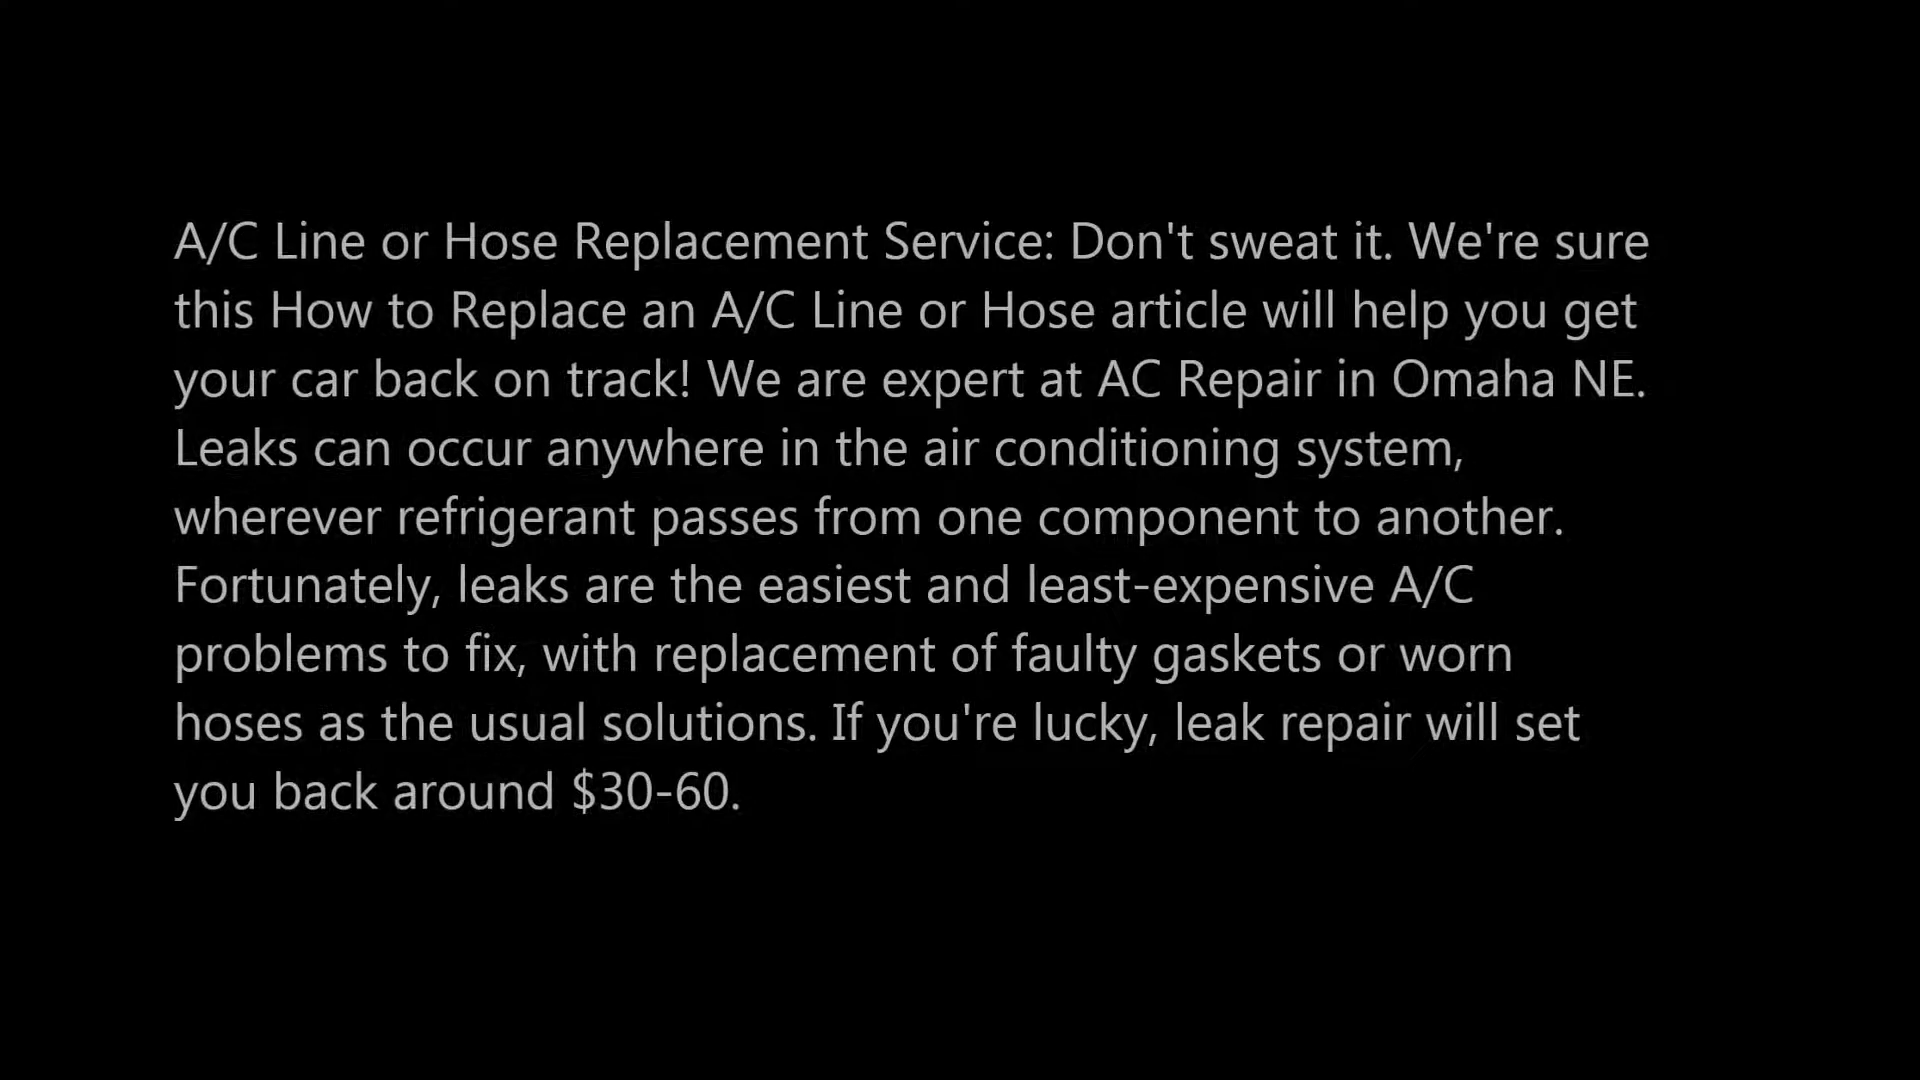 A/C Line or Hose Replacement Service: Don't sweat it. We're sure
this How to Replace an A/C Line or Hose article will help you get
your car back on track! We are expert at AC Repair in Omaha NE.
Leaks can occur anywhere in the air conditioning system,
wherever refrigerant passes from one component to another.
Fortunately, leaks are the easiest and least-expensive A/C
problems to fix, with replacement of faulty gaskets or worn
hoses as the usual solutions. If you're lucky, leak repair will set
you back around $30-60.